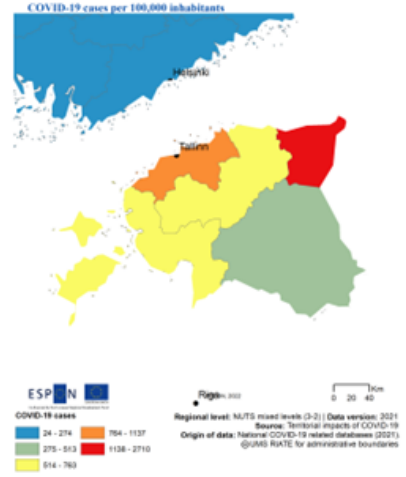 COVID-19 cases per 100,000 inhabitants
Helsinki
Tallinn
ESPON
Riga
, 2022
Km
0 20 40
COVID-19 cases
24 - 274
764 - 1137
275 - 513
1138 - 2710
514 - 763
Regional level: NUTS mixed levels (3-2) | Data version: 2021
Source: Territorial impacts of COVID-19
Origin of data: National COVID-19 related databases (2021)
@UMS RIATE for administrative boundaries